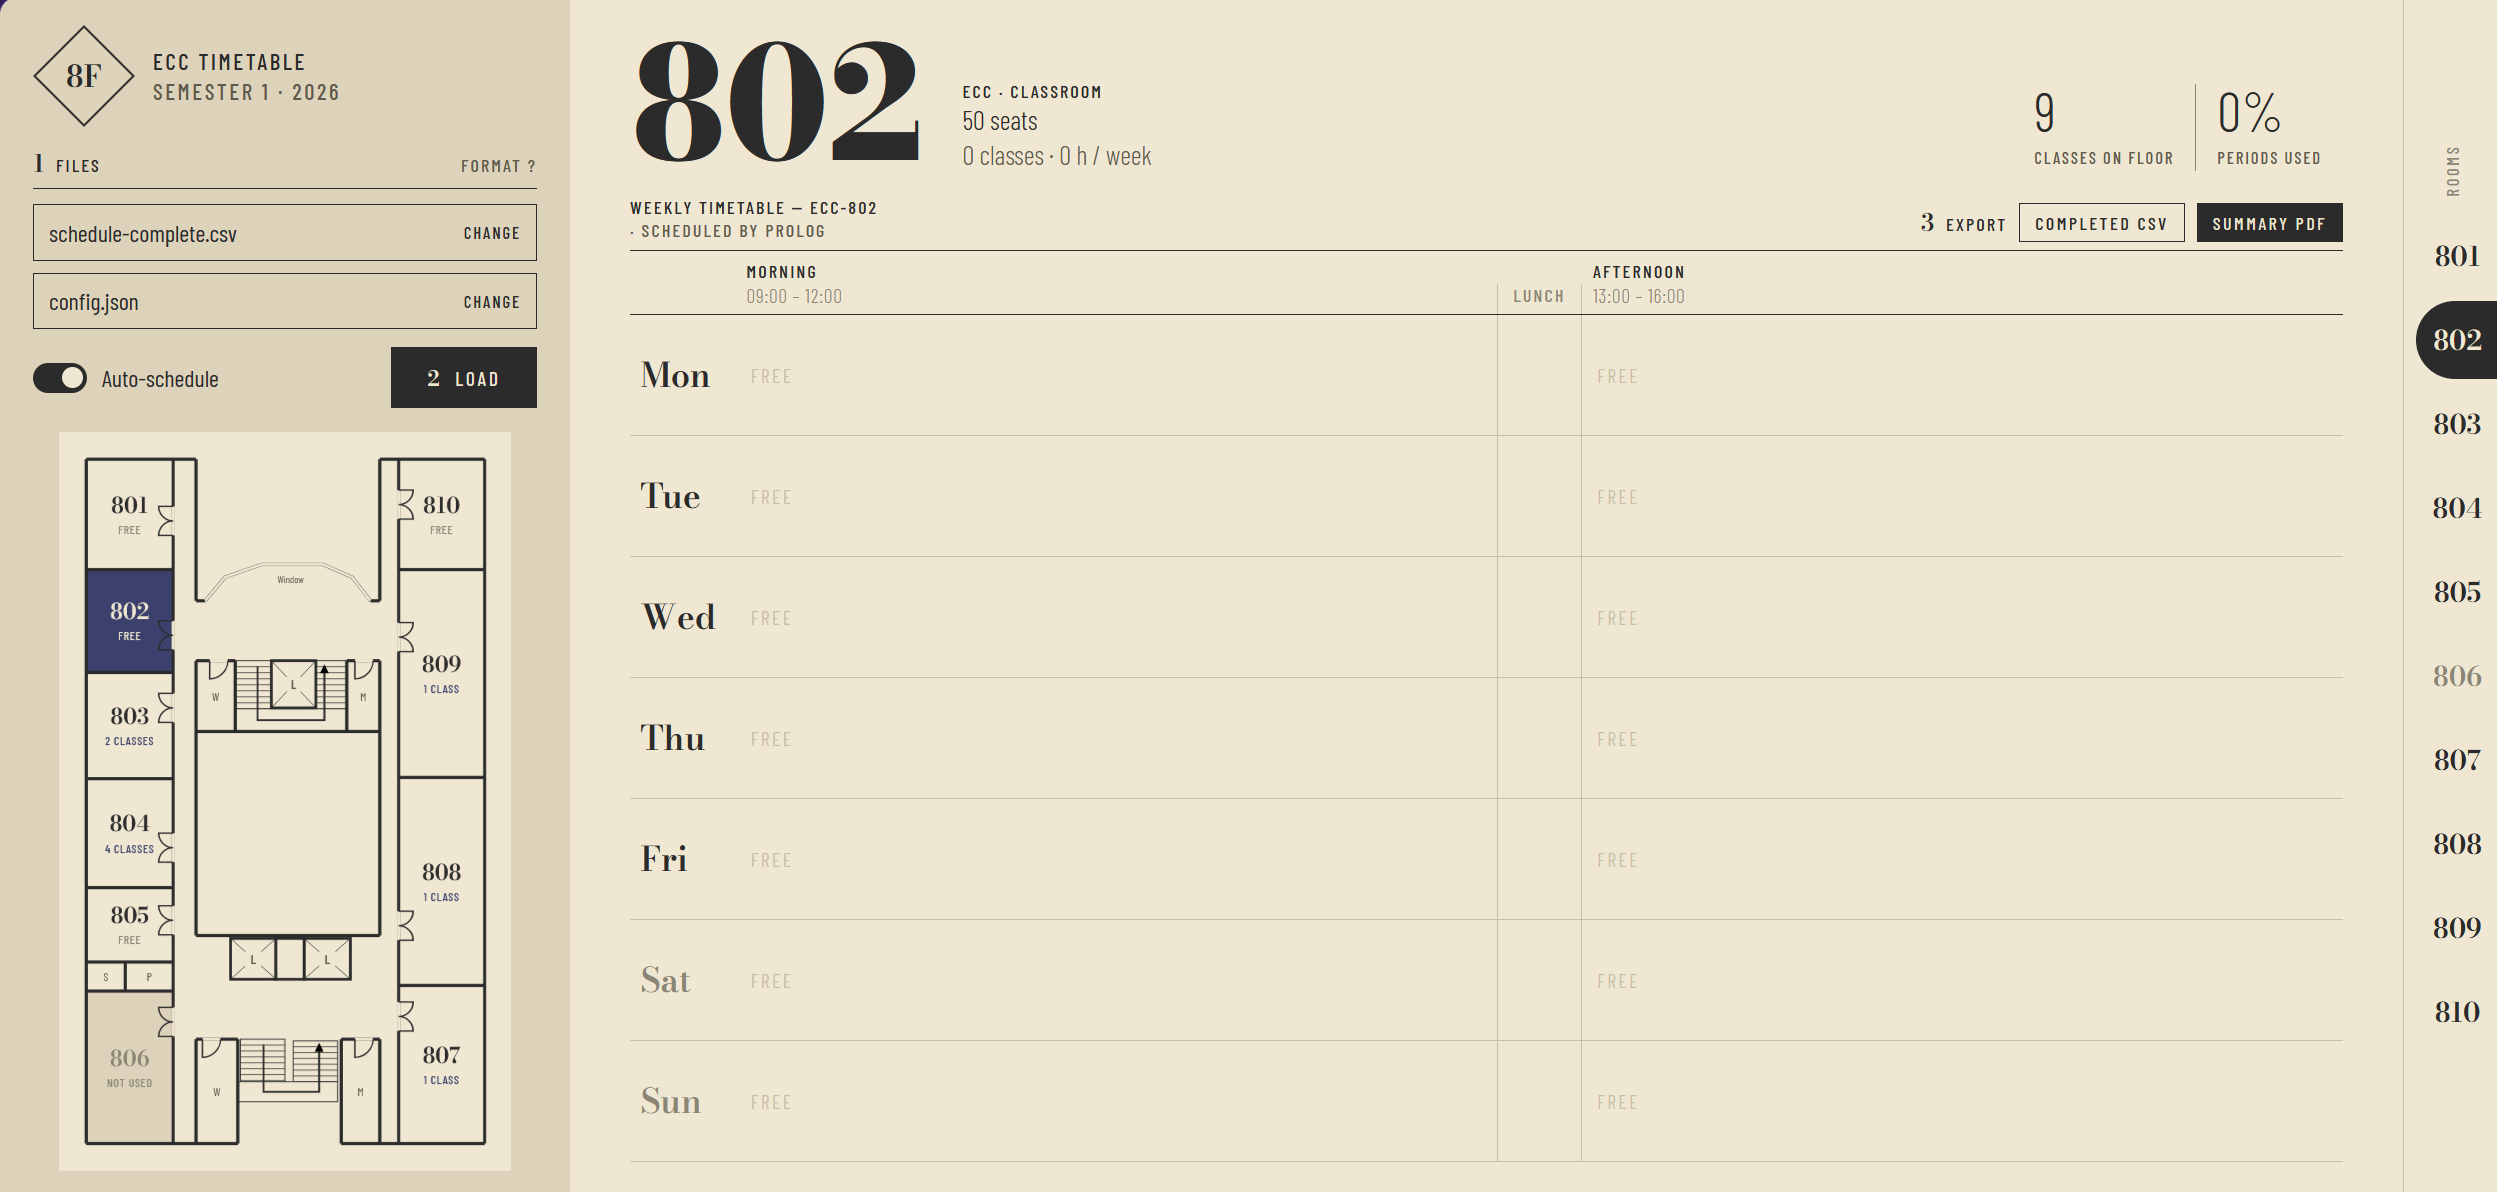 8F
ECC TIMETABLE
SEMESTER 1 · 2026
1 FILES
FORMAT ?
schedule-complete.csv
CHANGE
config.json
CHANGE
Auto-schedule
2 LOAD
801
FREE
810
FREE
Window
802
FREE
809
1 CLASS
L
W
M
803
2 CLASSES
804
4 CLASSES
808
1 CLASS
805
FREE
L
L
S
P
806
NOT USED
807
1 CLASS
W
M
802
ECC · CLASSROOM
50 seats
0 classes · 0 h / week
9
CLASSES ON FLOOR
0%
PERIODS USED
WEEKLY TIMETABLE — ECC-802
· SCHEDULED BY PROLOG
3 EXPORT
COMPLETED CSV
SUMMARY PDF
MORNING
09:00 – 12:00
LUNCH
AFTERNOON
13:00 – 16:00
Mon FREE FREE
Tue FREE FREE
Wed FREE FREE
Thu FREE FREE
Fri FREE FREE
Sat FREE FREE
Sun FREE FREE
ROOMS
801
802
803
804
805
806
807
808
809
810